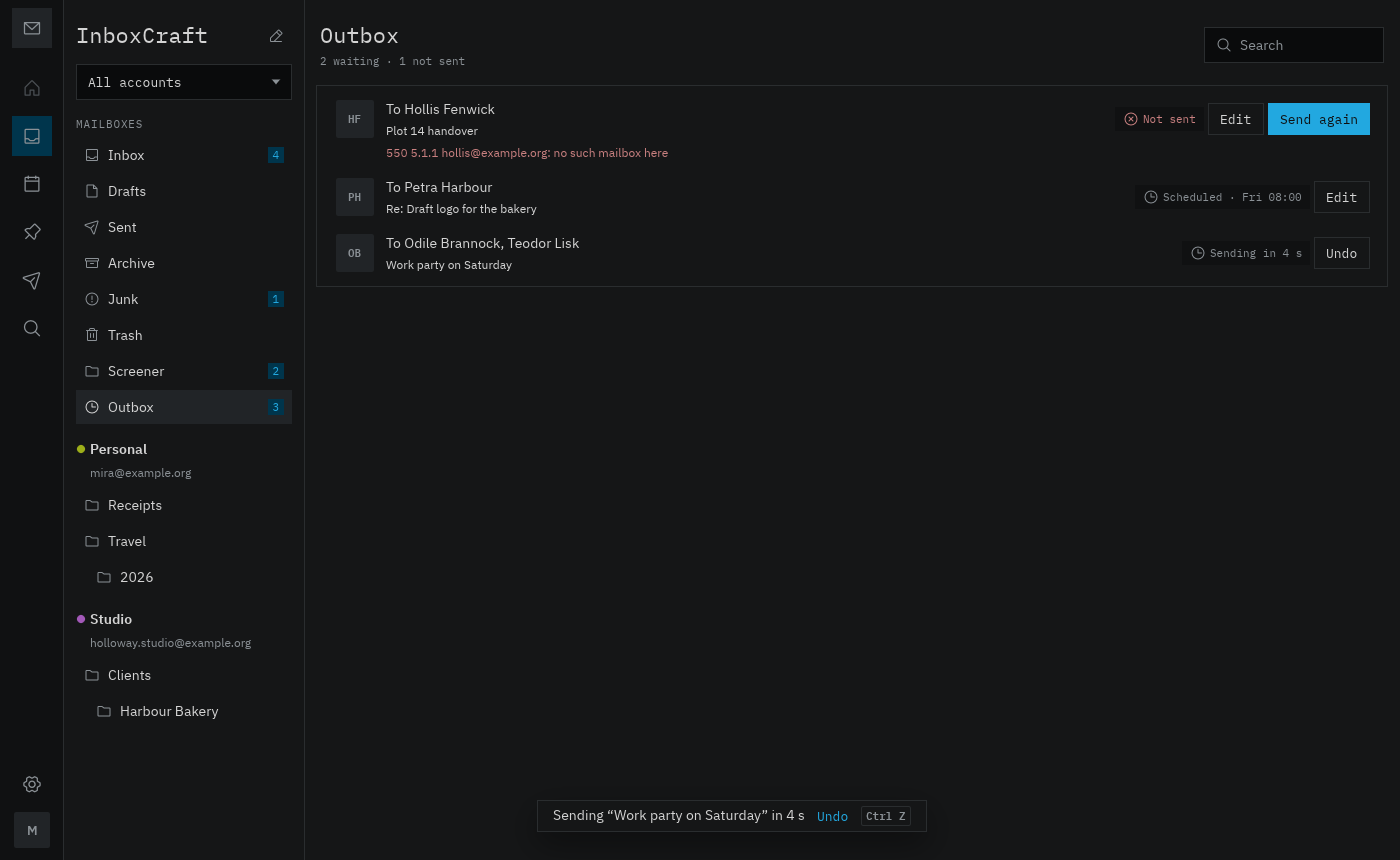 InboxCraft
All accounts
MAILBOXES
Inbox 4
Drafts
Sent
Archive
Junk 1
Trash
Screener 2
Outbox 3
Personal
mira@example.org
Receipts
Travel
2026
Studio
holloway.studio@example.org
Clients
Harbour Bakery
M
Outbox
2 waiting · 1 not sent
Search
HF To Hollis Fenwick
Plot 14 handover
550 5.1.1 hollis@example.org: no such mailbox here
Not sent Edit Send again
PH To Petra Harbour
Re: Draft logo for the bakery
Scheduled · Fri 08:00 Edit
OB To Odile Brannock, Teodor Lisk
Work party on Saturday
Sending in 4 s Undo
Sending “Work party on Saturday” in 4 s Undo Ctrl Z